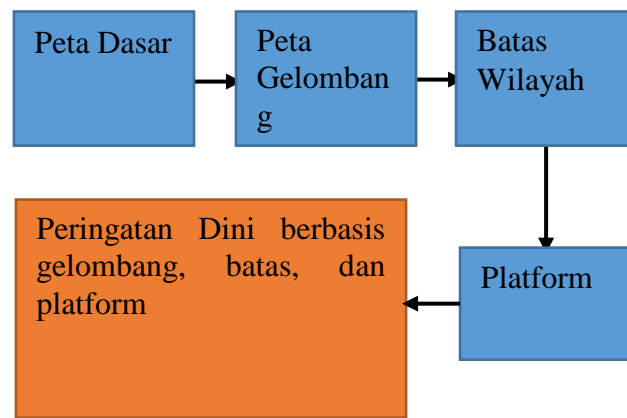 Peta Dasar
Peta
Gelomban
g
Batas
Wilayah
Platform
Peringatan Dini berbasis
gelombang, batas, dan
platform